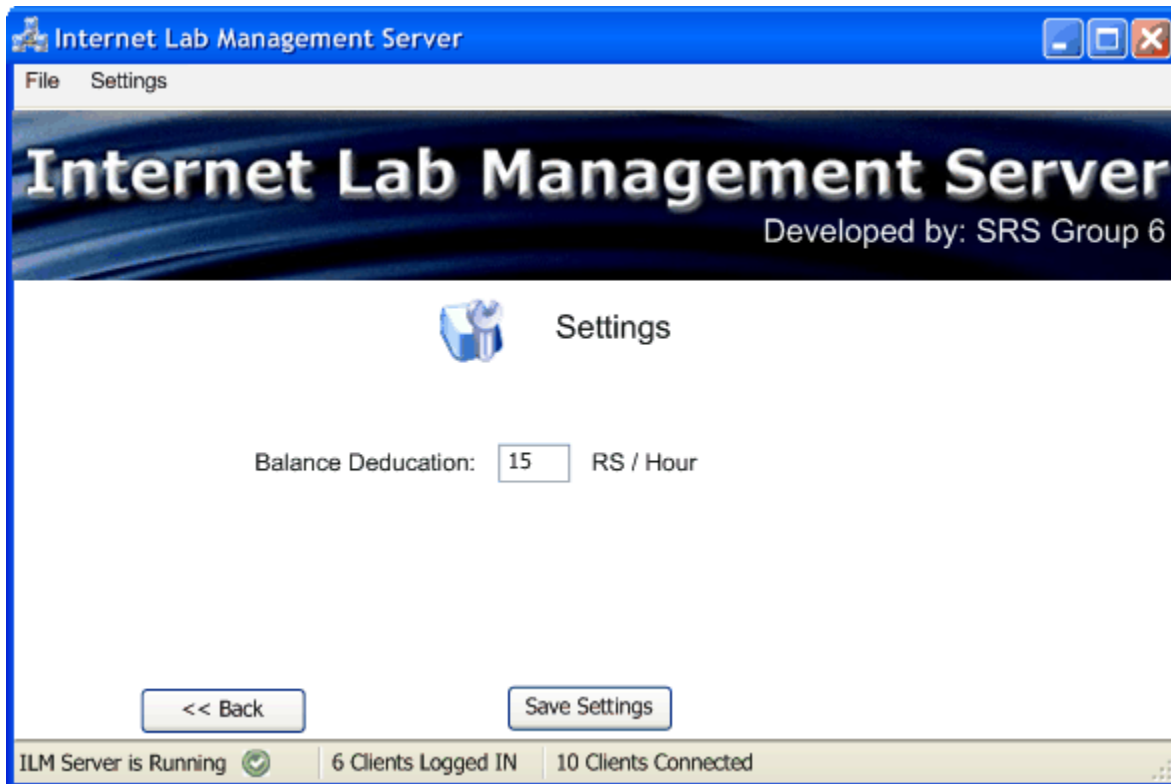 Internet Lab Management Server
File Settings
Internet Lab Management Server
Developed by: SRS Group 6
Settings
Balance Deducation: 15 RS / Hour
<< Back Save Settings
ILM Server is Running 6 Clients Logged IN 10 Clients Connected